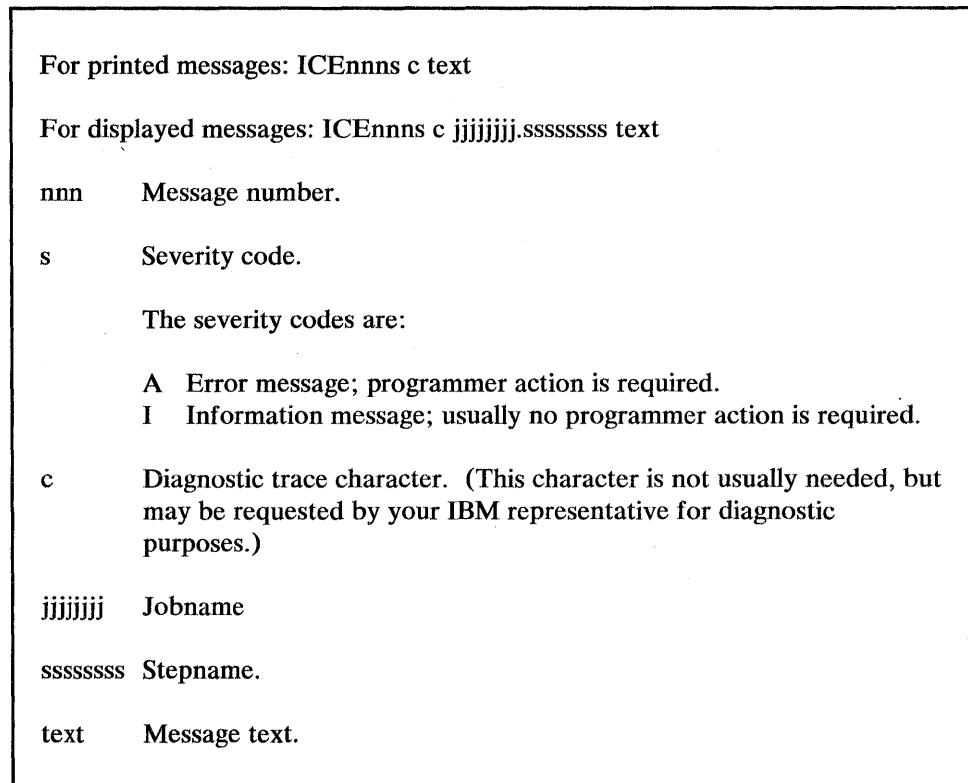 For printed messages: ICEnnns c text
For displayed messages: ICEnnns c jjjjjjjj.ssssssss text
nnn Message number.
s Severity code.
The severity codes are:
A Error message; programmer action is required.
I Information message; usually no programmer action is required.
c Diagnostic trace character. (This character is not usually needed, but
may be requested by your IBM representative for diagnostic
purposes.)
jjjjjjjj Jobname
ssssssss Stepname.
text Message text.